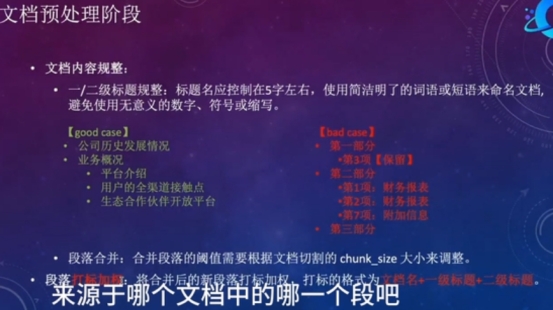 文档预处理阶段
• 文档内容规整：
• 一/二级标题规整：标题名应控制在5字左右，使用简洁明了的词语或短语来命名文档,
避免使用无意义的数字、符号或缩写。
【good case】
• 公司历史发展情况
• 业务概况
• 平台介绍
• 用户的全渠道接触点
• 生态合作伙伴开放平台
【bad case】
• 第一部分
•第3项【保留】
• 第二部分
•第1项：财务报表
•第2项：财务报表
•第7项：附加信息
• 第三部分
• 段落合并：合并段落的阈值需要根据文档切割的 chunk_size 大小来调整。
• 段落打标加权：将合并后的新段落打标加权，打标的格式为文档名+一级标题+二级标题。
来源于哪个文档中的哪一个段吧